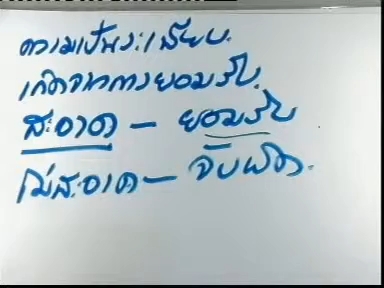 ความเป็นระเบียบ.
เกิดจากการยอมรับ.
สะอาด – ยอมรับ
ไม่สะอาด – จับผิด.